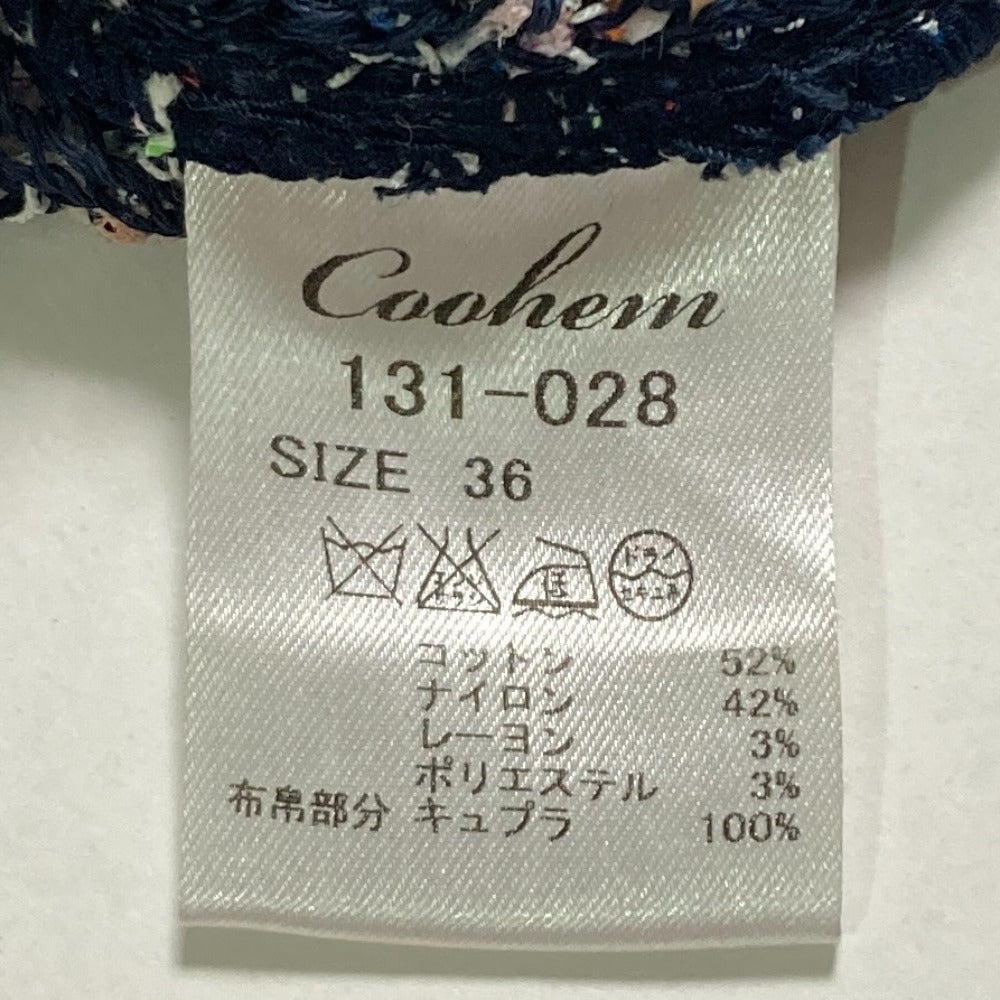 Coohem
131-028
SIZE 36
ドライ
セキユ系
コットン 52%
ナイロン 42%
レーヨン 3%
ポリエステル 3%
布帛部分 キュプラ 100%